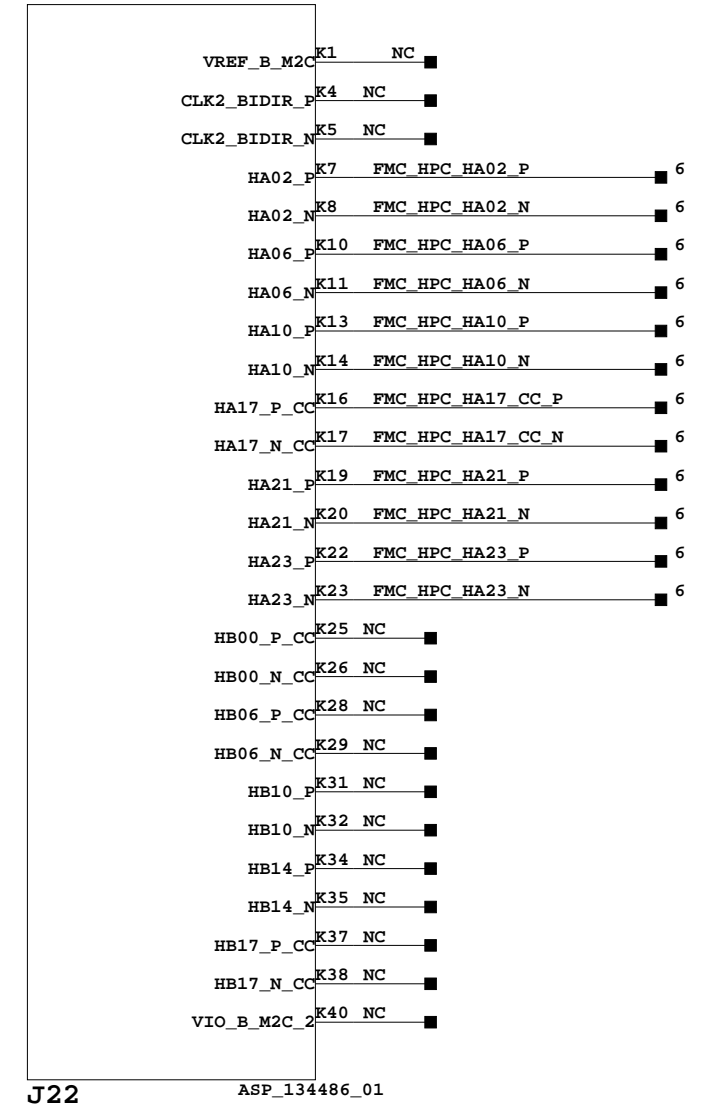 VREF_B_M2C K1 NC
CLK2_BIDIR_P K4 NC
CLK2_BIDIR_N K5 NC
HA02_P K7 FMC_HPC_HA02_P 6
HA02_N K8 FMC_HPC_HA02_N 6
HA06_P K10 FMC_HPC_HA06_P 6
HA06_N K11 FMC_HPC_HA06_N 6
HA10_P K13 FMC_HPC_HA10_P 6
HA10_N K14 FMC_HPC_HA10_N 6
HA17_P_CC K16 FMC_HPC_HA17_CC_P 6
HA17_N_CC K17 FMC_HPC_HA17_CC_N 6
HA21_P K19 FMC_HPC_HA21_P 6
HA21_N K20 FMC_HPC_HA21_N 6
HA23_P K22 FMC_HPC_HA23_P 6
HA23_N K23 FMC_HPC_HA23_N 6
HB00_P_CC K25 NC
HB00_N_CC K26 NC
HB06_P_CC K28 NC
HB06_N_CC K29 NC
HB10_P K31 NC
HB10_N K32 NC
HB14_P K34 NC
HB14_N K35 NC
HB17_P_CC K37 NC
HB17_N_CC K38 NC
VIO_B_M2C_2 K40 NC
J22 ASP_134486_01